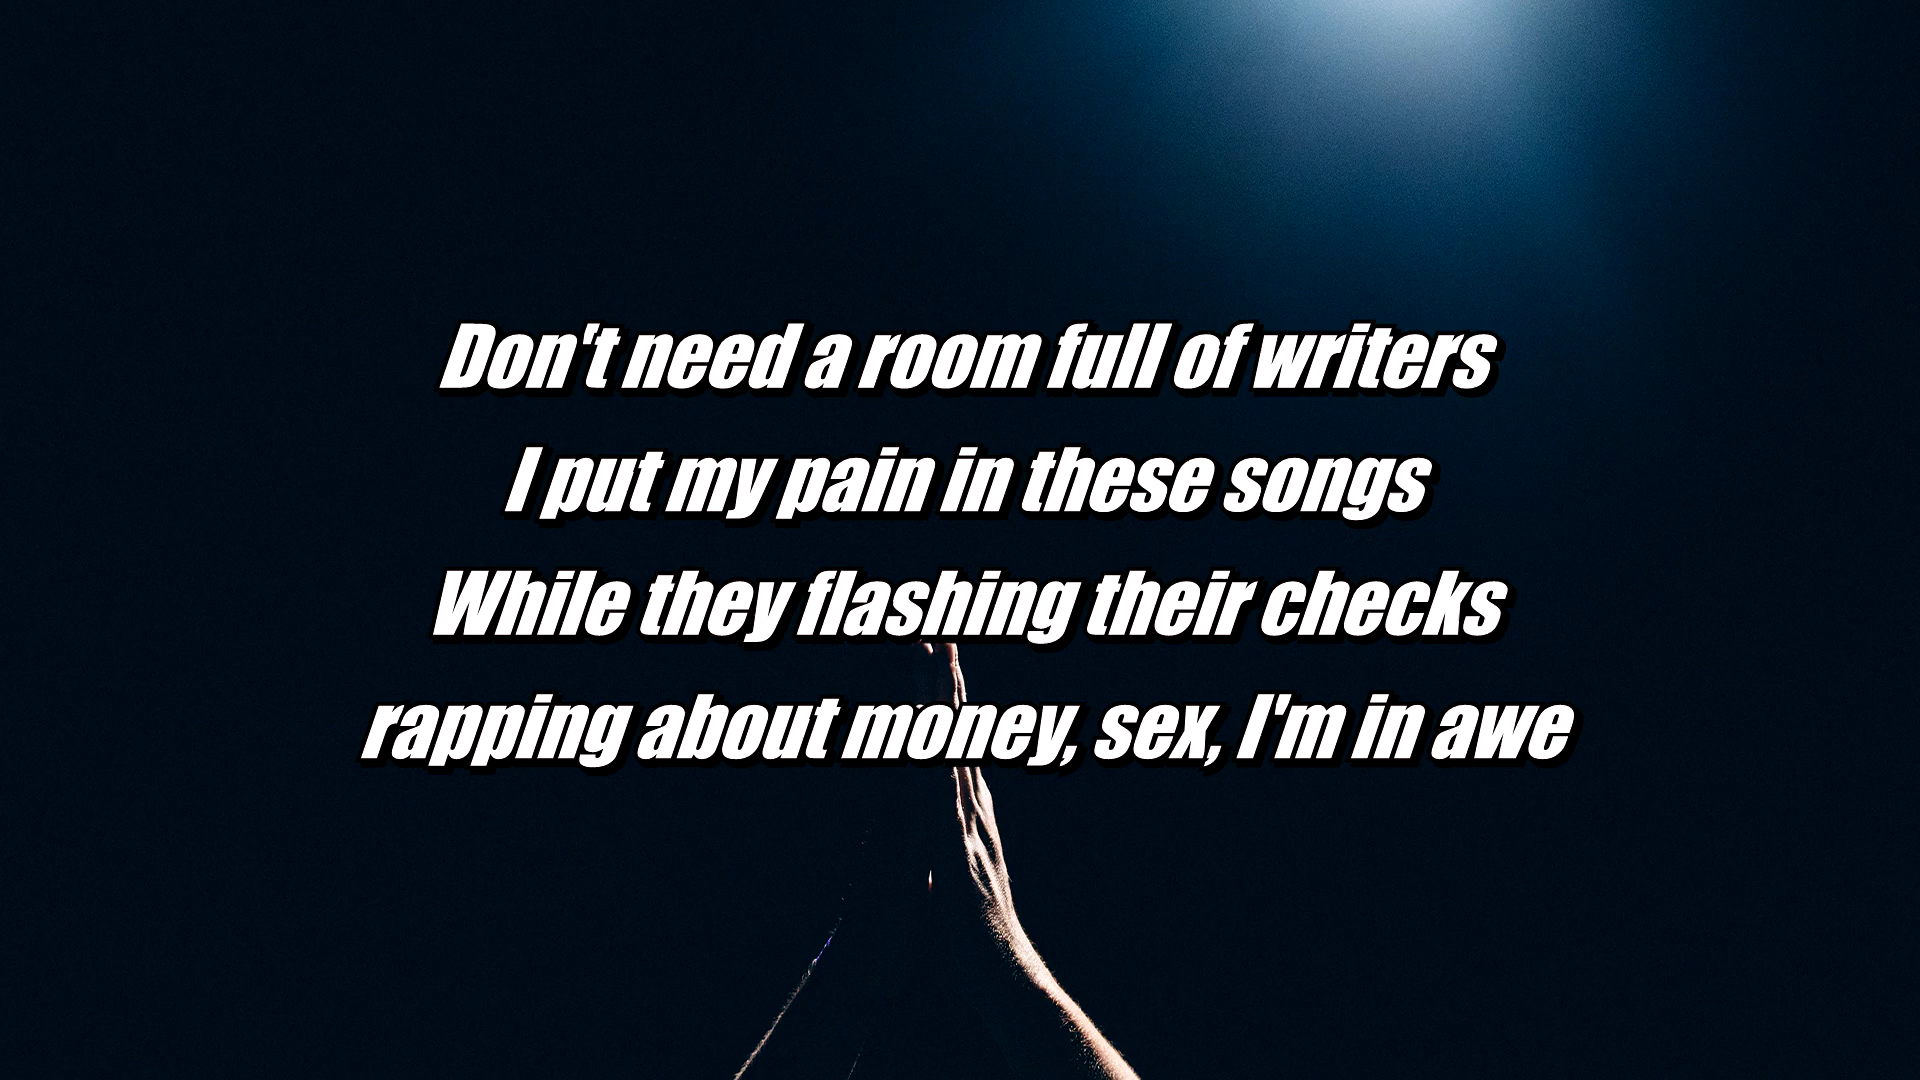 Don't need a room full of writers
I put my pain in these songs
While they flashing their checks
rapping about money, sex, I'm in awe